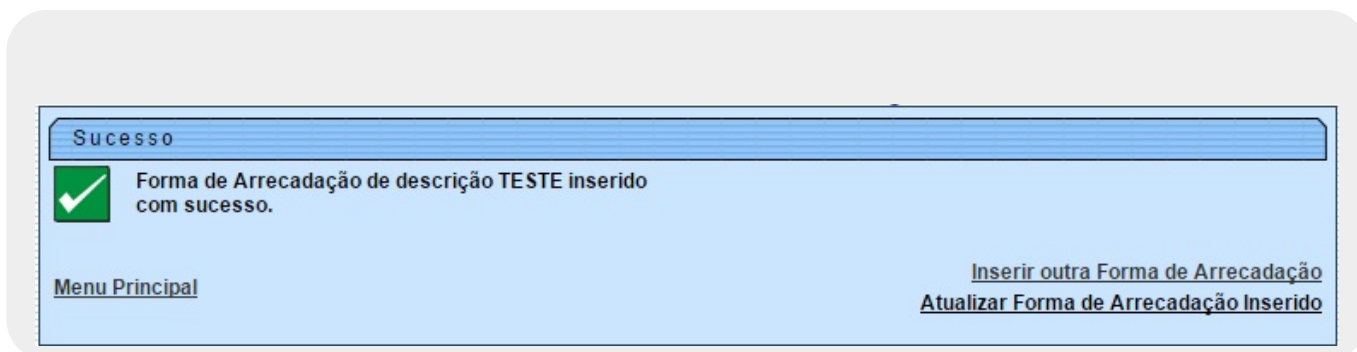 Sucesso
Forma de Arrecadação de descrição TESTE inserido
com sucesso.
Menu Principal
Inserir outra Forma de Arrecadação
Atualizar Forma de Arrecadação Inserido